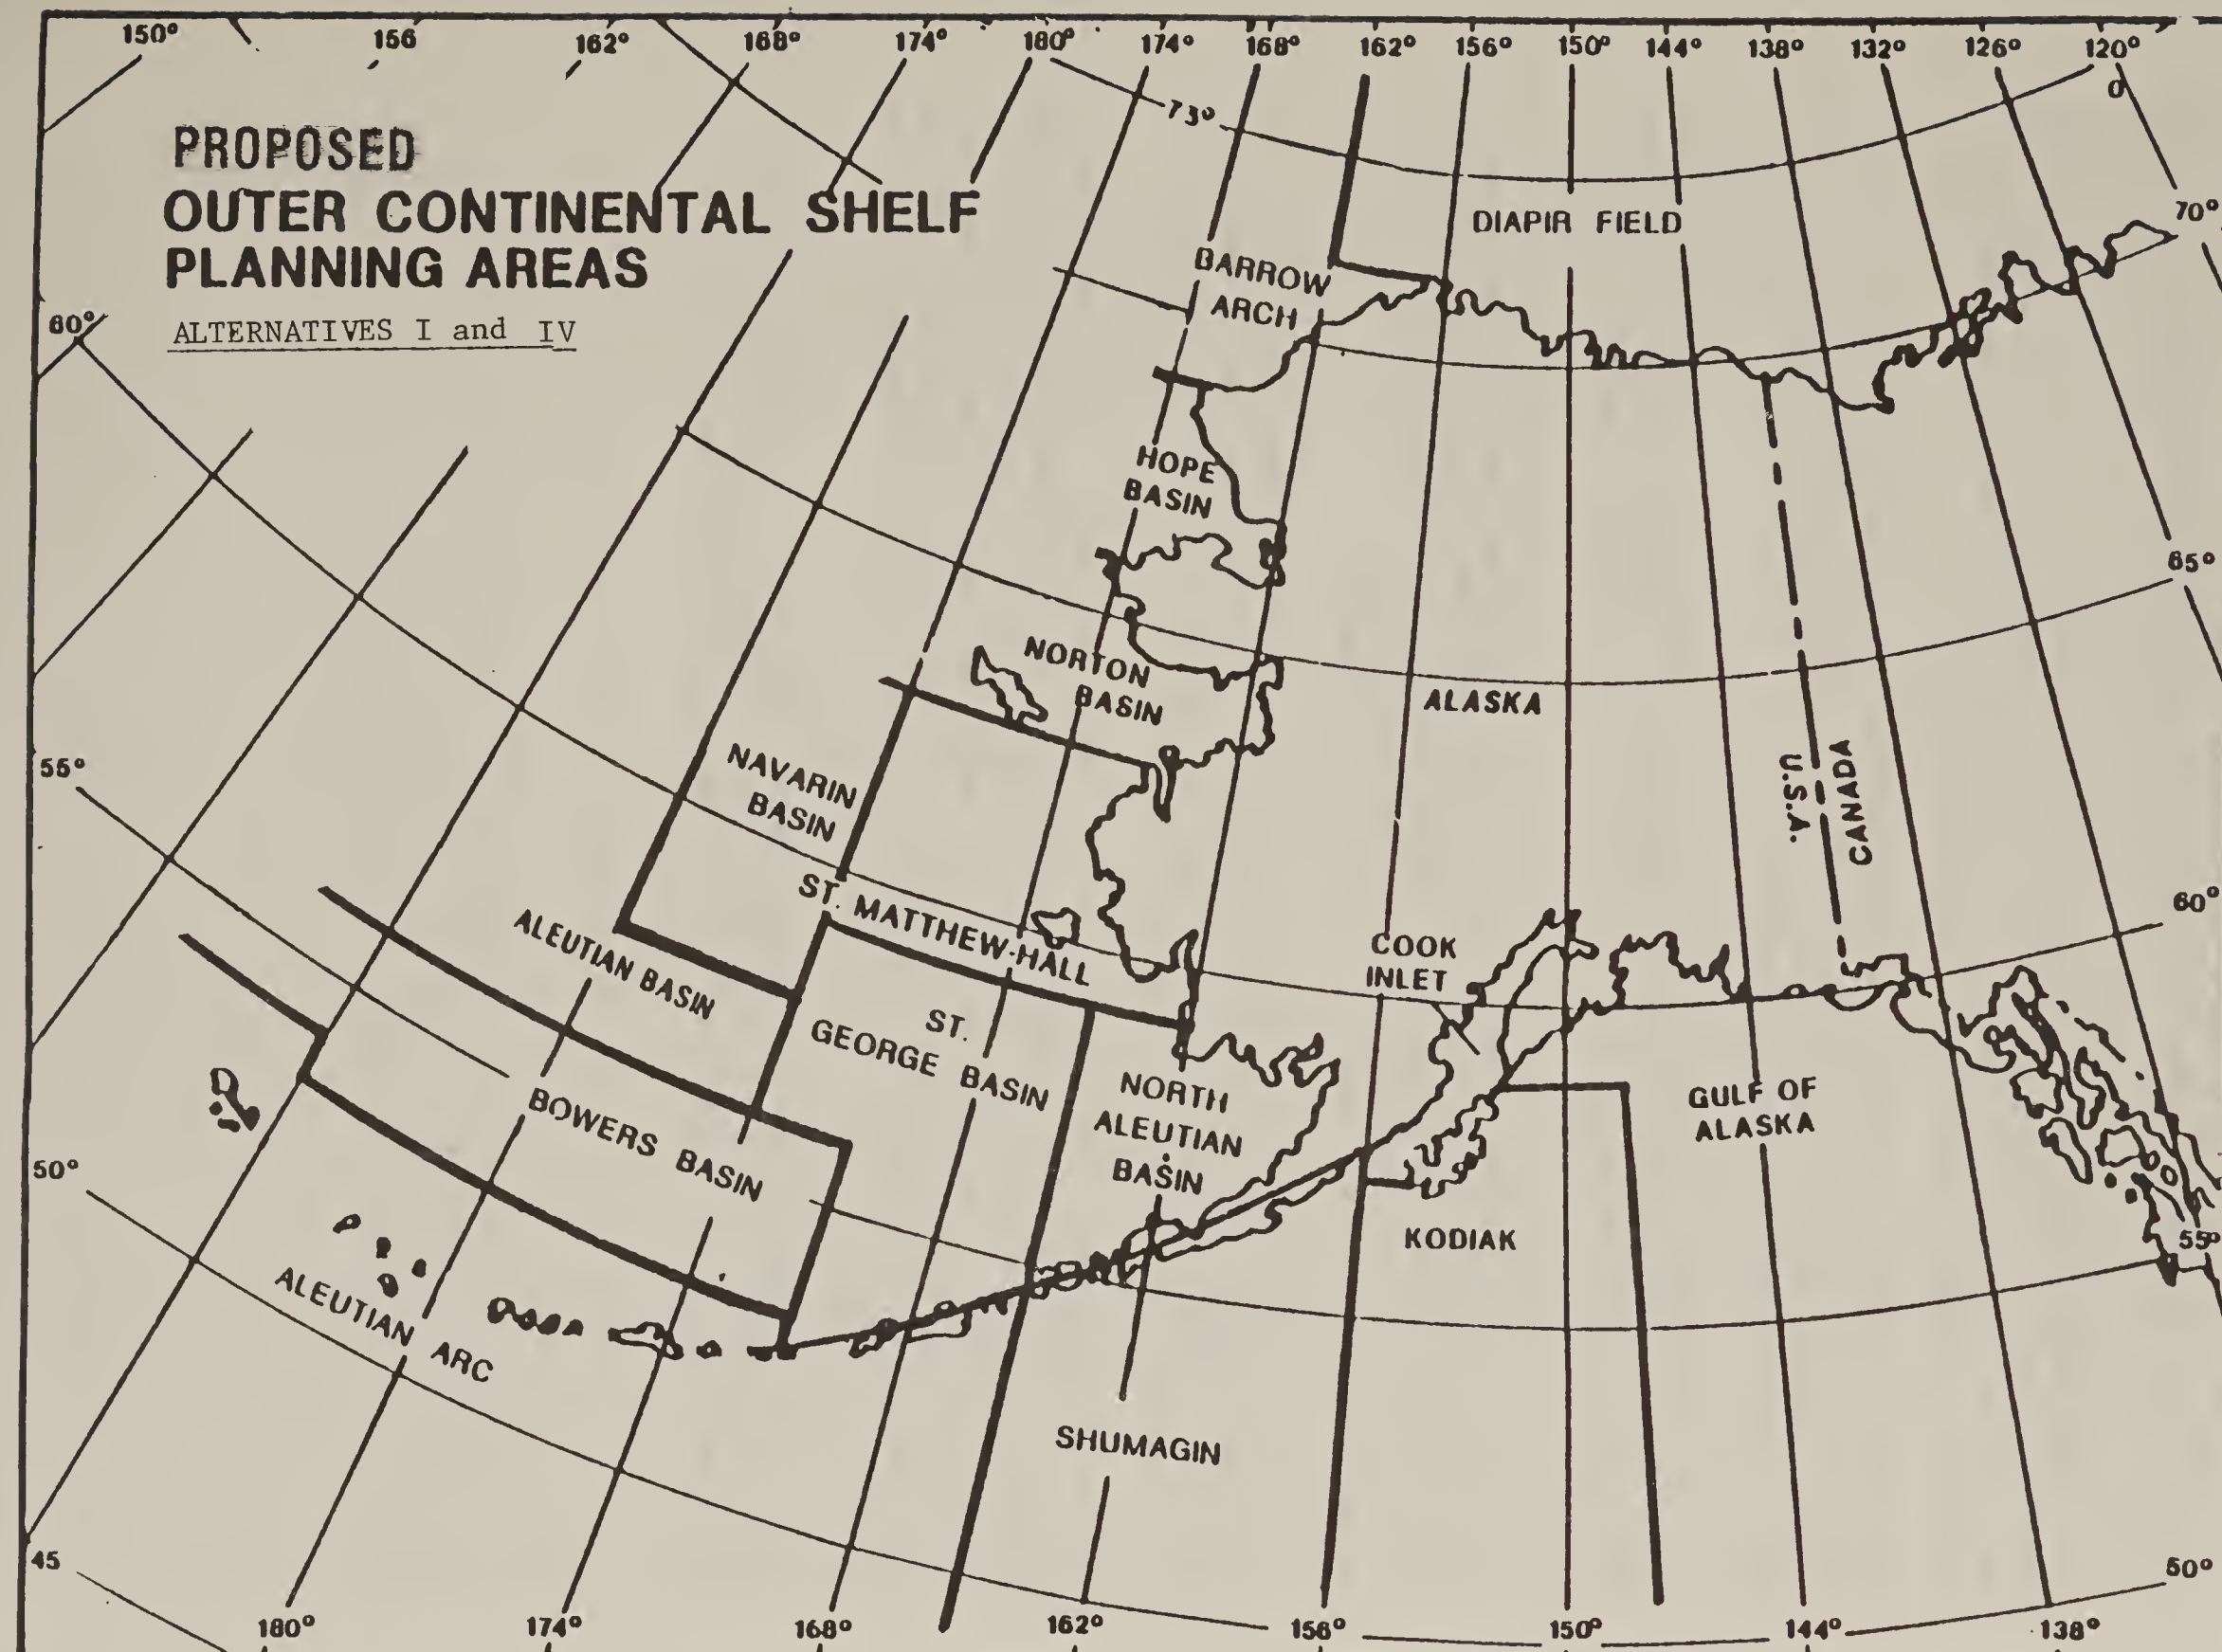 150° 156 162° 168° 174° 180° 174° 168° 162° 156° 150° 144° 138° 132° 126° 120°
73°
PROPOSED
OUTER CONTINENTAL SHELF
PLANNING AREAS
ALTERNATIVES I and IV
70°
DIAPIR FIELD
BARROW
ARCH
60°
HOPE
BASIN
65°
NORTON
BASIN
ALASKA
NAVARIN
BASIN
U.S.A.
CANADA
55°
ST. MATTHEW-HALL
60°
ALEUTIAN BASIN
COOK
INLET
ST.
GEORGE BASIN
BOWERS BASIN
NORTH
ALEUTIAN
BASIN
GULF OF
ALASKA
50°
KODIAK
55°
ALEUTIAN ARC
SHUMAGIN
45
50°
180° 174° 168° 162° 156° 150° 144° 138°